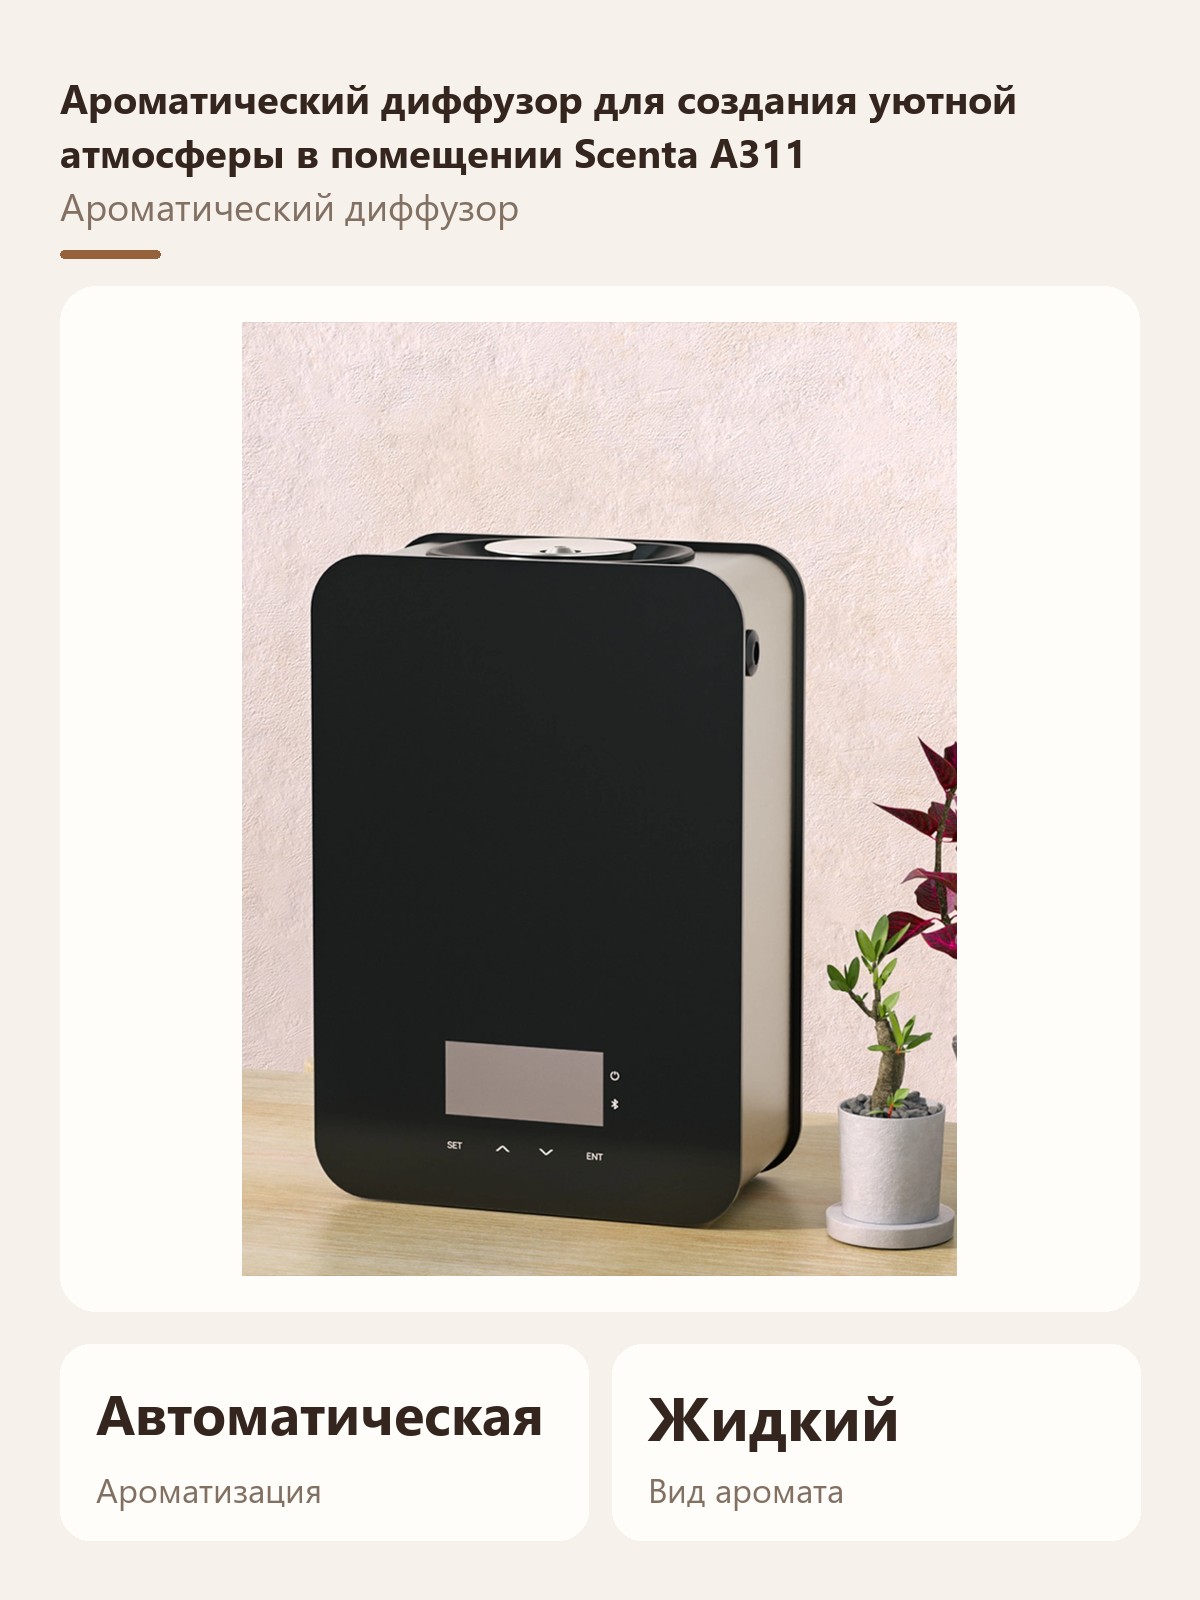 Ароматический диффузор для создания уютной
атмосферы в помещении Scenta A311
Ароматический диффузор
SET
ENT
Автоматическая
Ароматизация
Жидкий
Вид аромата